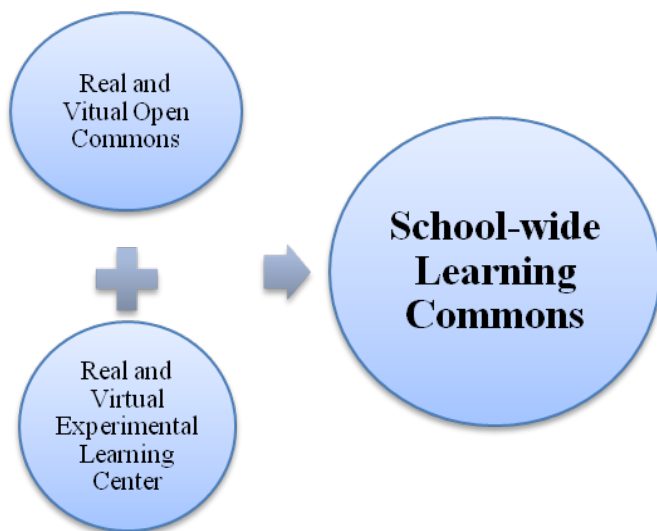 Real and
Vitual Open
Commons
Real and
Virtual
Experimental
Learning
Center
School-wide
Learning
Commons